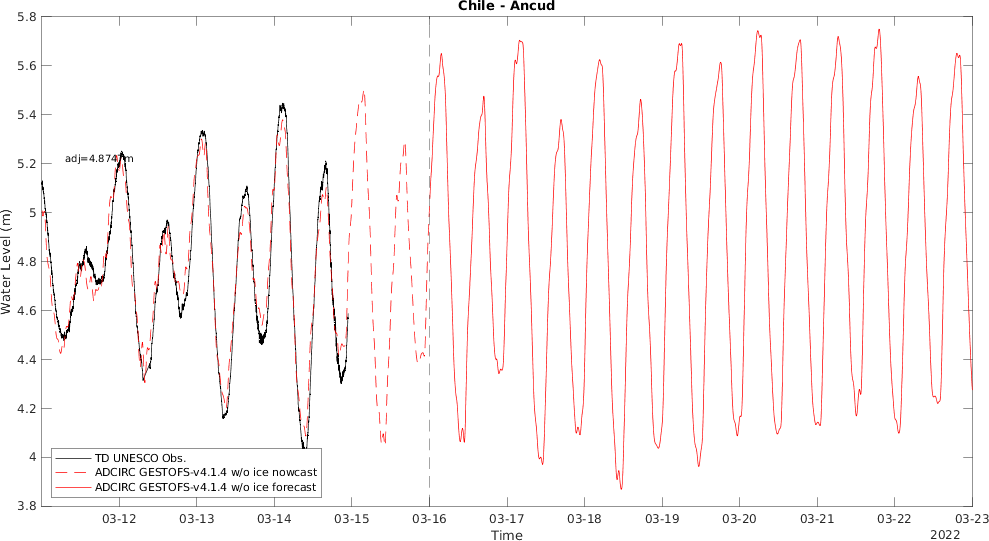 Chile - Ancud
5.8
5.6
5.4
5.2
5
4.8
4.6
4.4
4.2
4
3.8
Water Level (m)
adj=4.874 m
TD UNESCO Obs.
ADCIRC GESTOFS-v4.1.4 w/o ice nowcast
ADCIRC GESTOFS-v4.1.4 w/o ice forecast
03-12 03-13 03-14 03-15 03-16 03-17 03-18 03-19 03-20 03-21 03-22 03-23
Time
2022